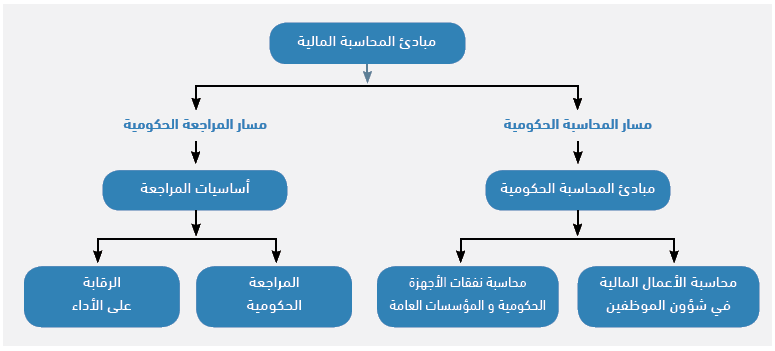 مبادئ المحاسبة المالية
مسار المحاسبة الحكومية
مسار المراجعة الحكومية
مبادئ المحاسبة الحكومية
أساسيات المراجعة
محاسبة الأعمال المالية
في شؤون الموظفين
محاسبة نفقات الأجهزة
الحكومية و المؤسسات العامة
المراجعة
الحكومية
الرقابة
على الأداء